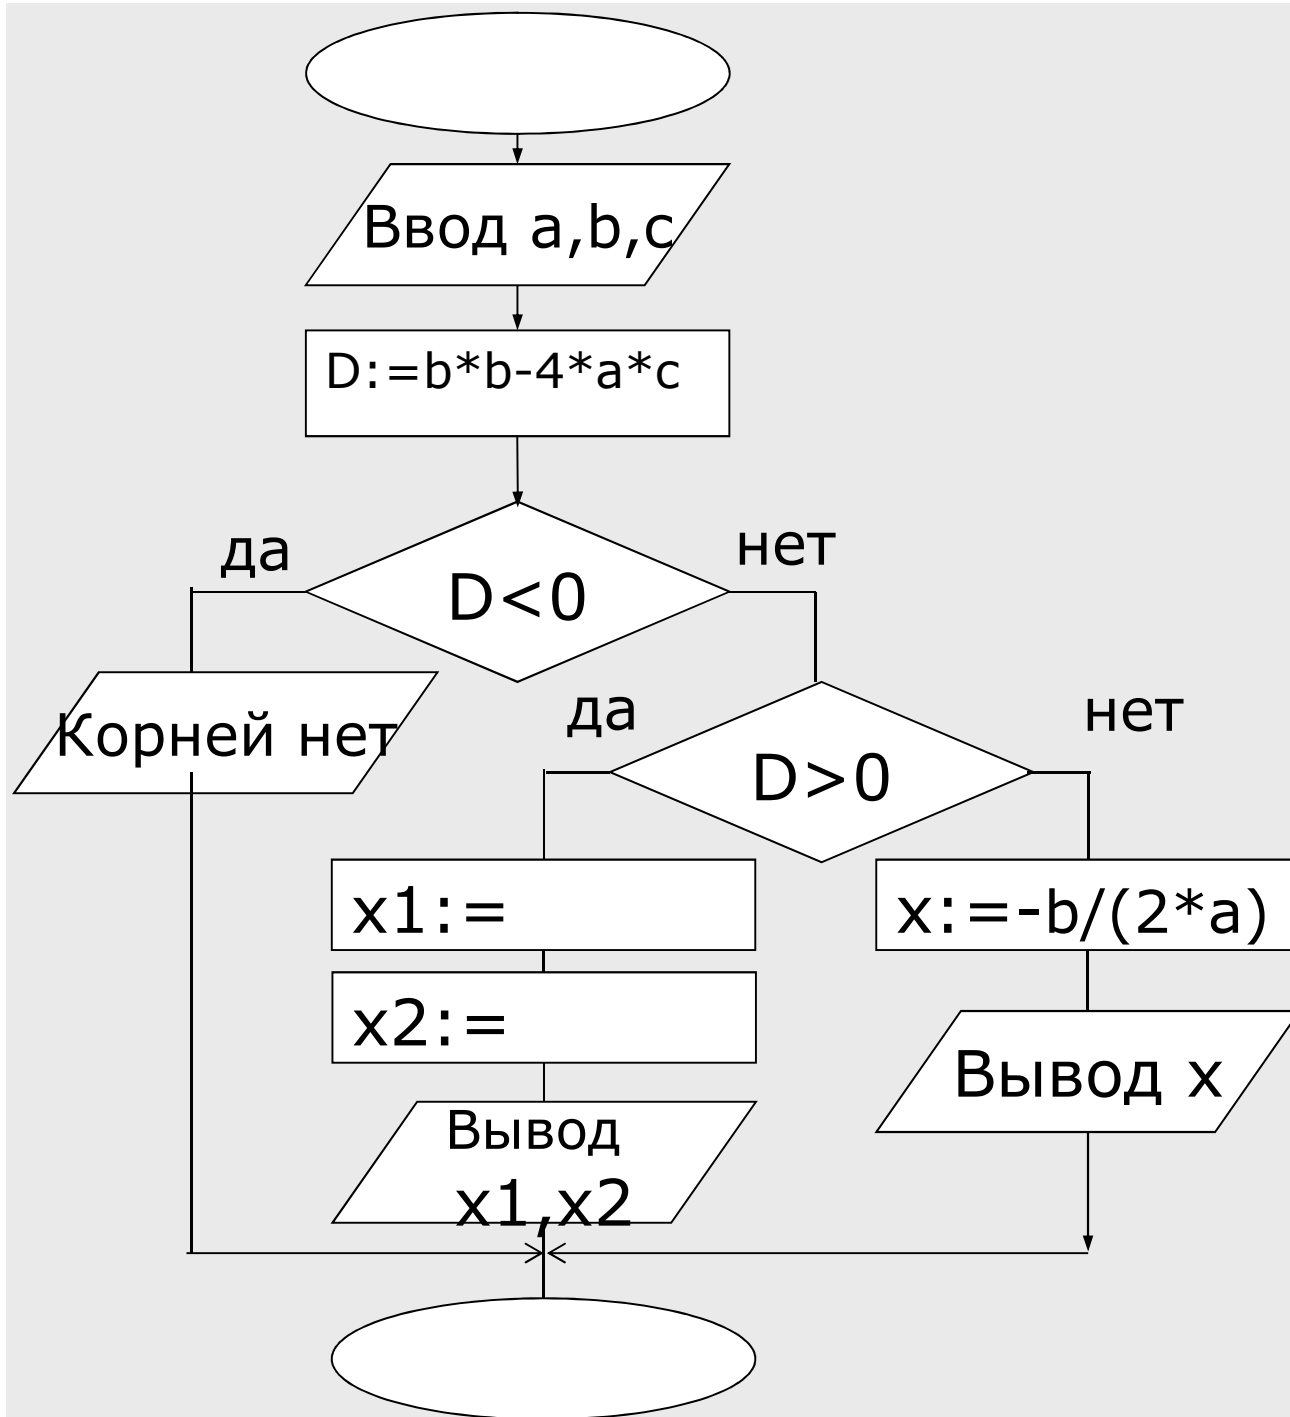 Ввод a,b,c
D:=b*b-4*a*c
да
нет
D<0
Корней нет
да
нет
D>0
x1:=
x:=-b/(2*a)
x2:=
Вывод x
Вывод
x1,x2